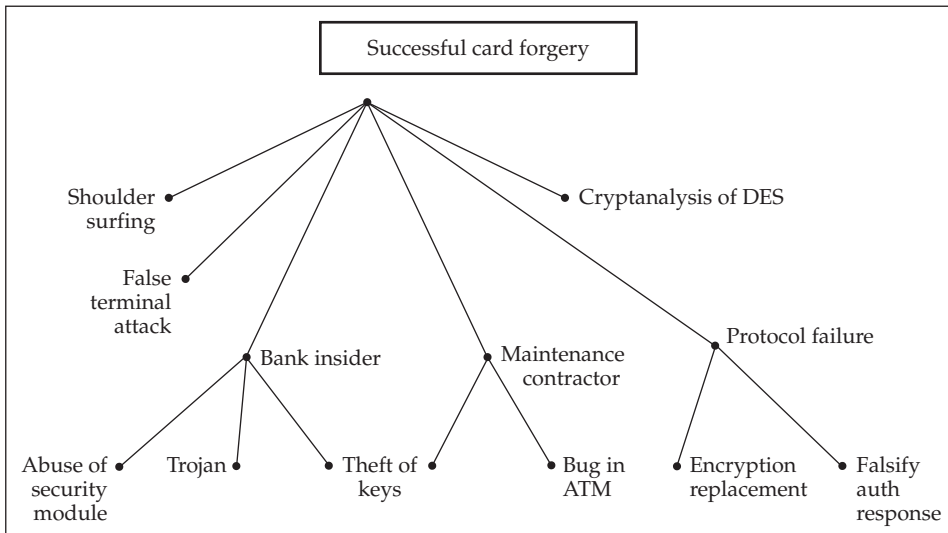 Successful card forgery
Shoulder
surfing
Cryptanalysis of DES
False
terminal
attack
Bank insider
Maintenance
contractor
Protocol failure
Abuse of
security
module
Trojan
Theft of
keys
Bug in
ATM
Encryption
replacement
Falsify
auth
response